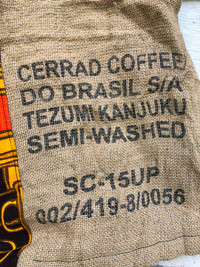 CERRAD COFFEE
DO BRASIL S/A
TEZUMI KANJUKU
SEMI-WASHED
SC-15UP
002/419-8/0056